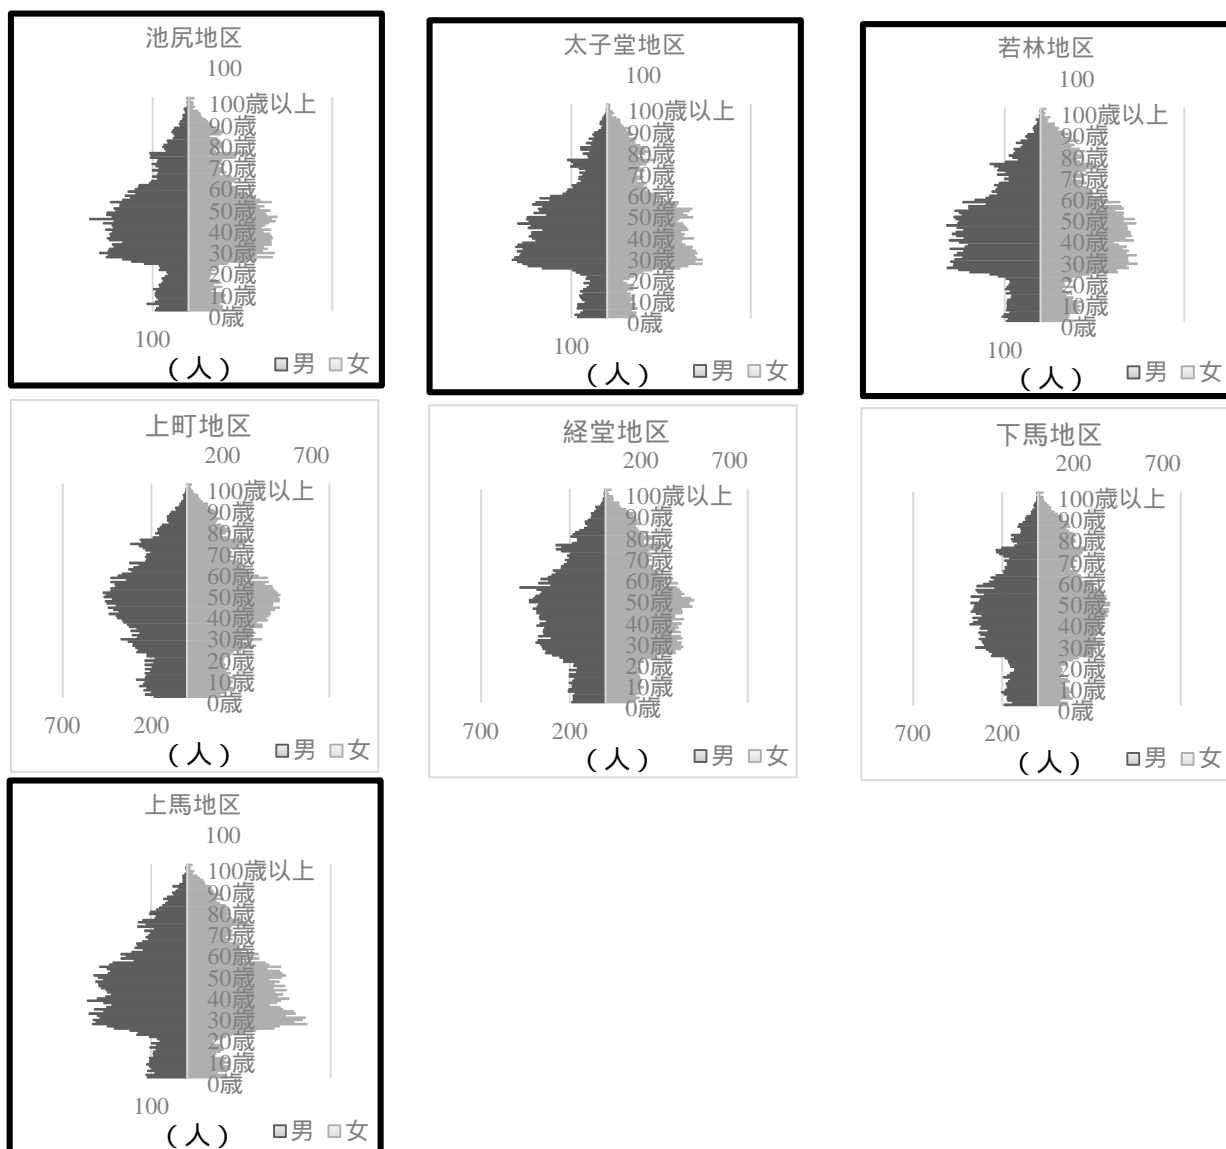 池尻地区
100
100歳以上
90歳
80歳
70歳
60歳
50歳
40歳
30歳
20歳
10歳
0歳
100
(人)
男 女
太子堂地区
100
100歳以上
90歳
80歳
70歳
60歳
50歳
40歳
30歳
20歳
10歳
0歳
100
(人)
男 女
若林地区
100
100歳以上
90歳
80歳
70歳
60歳
50歳
40歳
30歳
20歳
10歳
0歳
100
(人)
男 女
上町地区
200 700
100歳以上
90歳
80歳
70歳
60歳
50歳
40歳
30歳
20歳
10歳
0歳
700 200
(人)
男 女
経堂地区
200 700
100歳以上
90歳
80歳
70歳
60歳
50歳
40歳
30歳
20歳
10歳
0歳
700 200
(人)
男 女
下馬地区
200 700
100歳以上
90歳
80歳
70歳
60歳
50歳
40歳
30歳
20歳
10歳
0歳
700 200
(人)
男 女
上馬地区
100
100歳以上
90歳
80歳
70歳
60歳
50歳
40歳
30歳
20歳
10歳
0歳
100
(人)
男 女